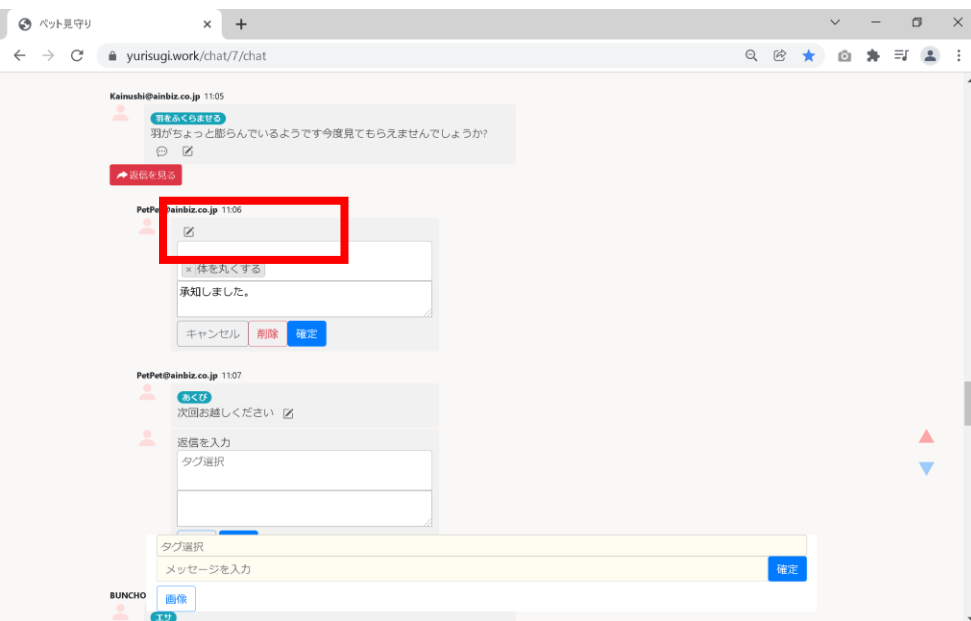 ペット見守り
yurisugi.work/chat/7/chat
Kainushi@ainbiz.co.jp 11:05
羽をふくらませる
羽がちょっと膨らんでいるようです今度見てもらえませんでしょうか?
返信を見る
PetPet@ainbiz.co.jp 11:06
× 体を丸くする
承知しました。
キャンセル 削除 確定
PetPet@ainbiz.co.jp 11:07
あくび
次回お越しください
返信を入力
タグ選択
タグ選択
メッセージを入力 確定
BUNCHO 画像
エサ